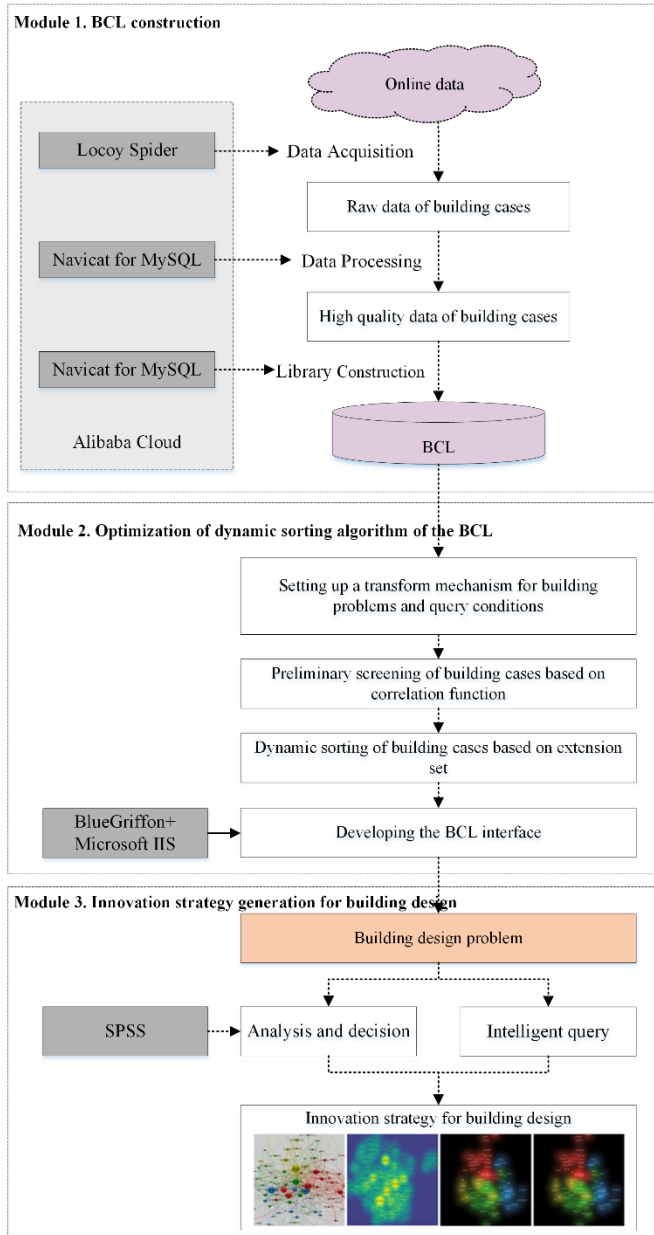 Module 1. BCL construction
Online data
Locoy Spider
Data Acquisition
Raw data of building cases
Navicat for MySQL
Data Processing
High quality data of building cases
Navicat for MySQL
Library Construction
Alibaba Cloud
BCL
Module 2. Optimization of dynamic sorting algorithm of the BCL
Setting up a transform mechanism for building
problems and query conditions
Preliminary screening of building cases based on
correlation function
Dynamic sorting of building cases based on extension
set
BlueGriffon+
Microsoft IIS
Developing the BCL interface
Module 3. Innovation strategy generation for building design
Building design problem
SPSS
Analysis and decision
Intelligent query
Innovation strategy for building design